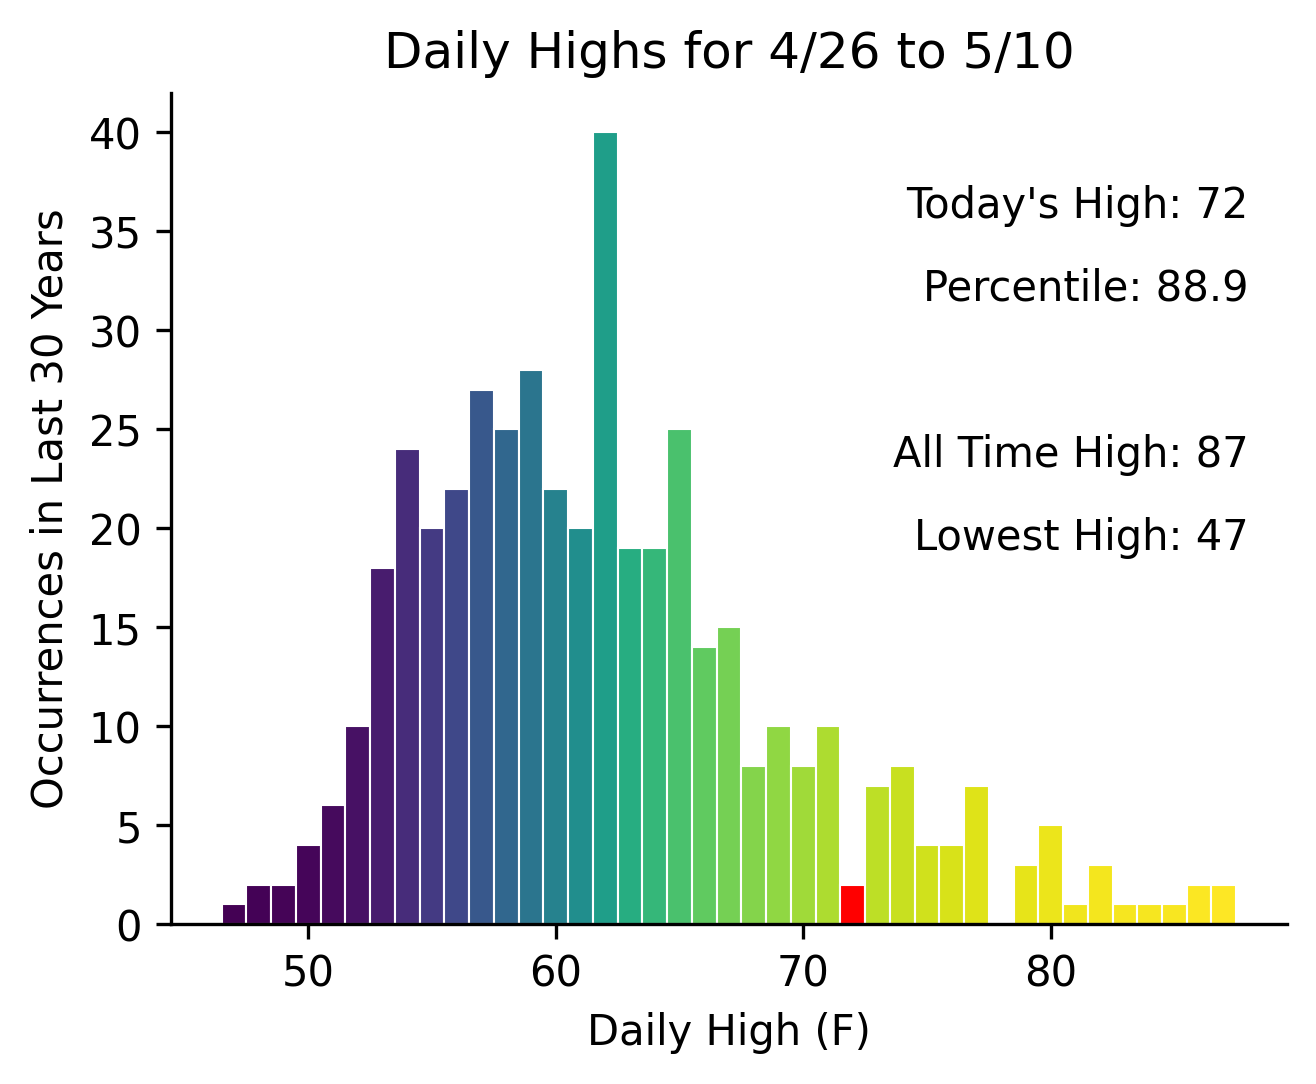 Daily Highs for 4/26 to 5/10
Occurrences in Last 30 Years
40
35
30
25
20
15
10
5
0
Today's High: 72
Percentile: 88.9
All Time High: 87
Lowest High: 47
50 60 70 80
Daily High (F)